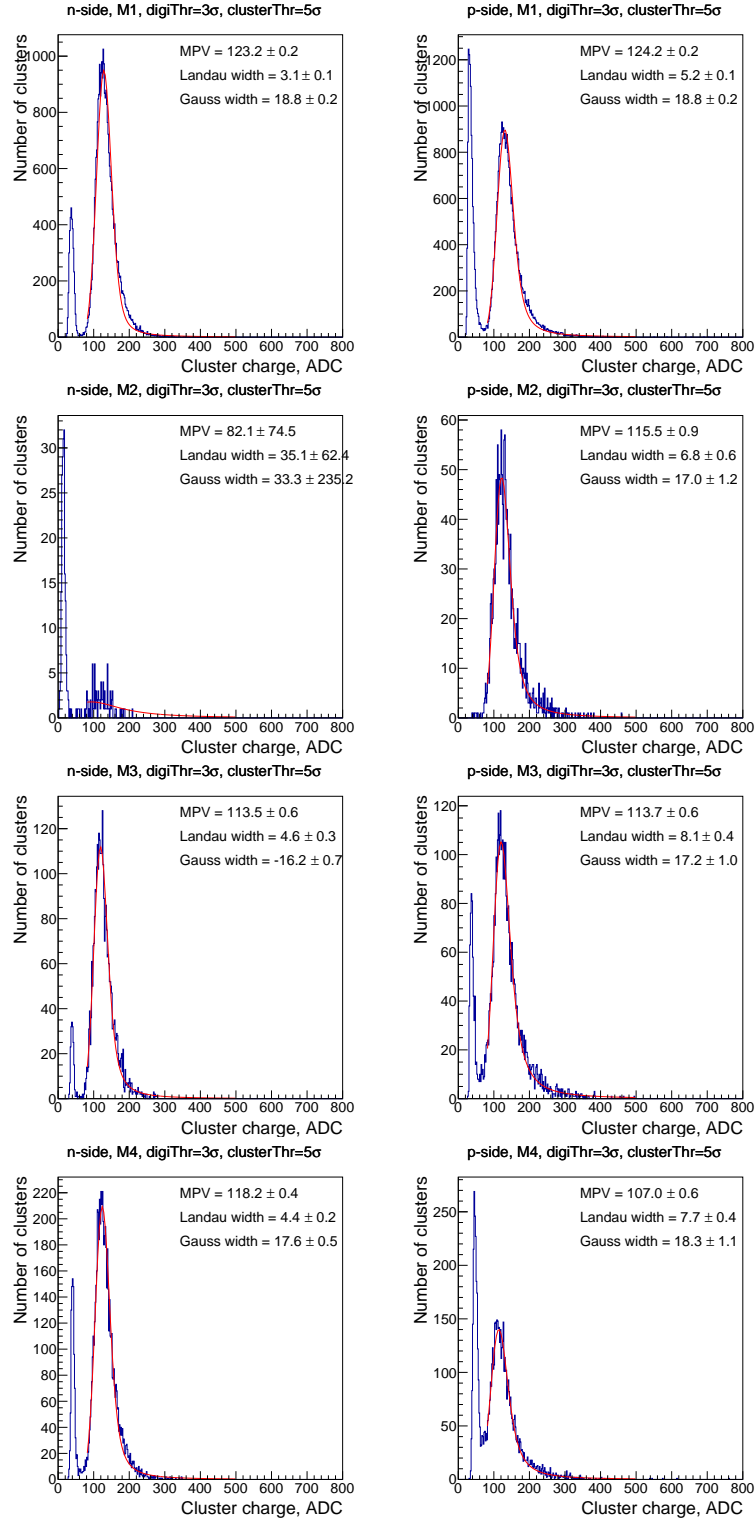 n-side, M1, digiThr=3σ, clusterThr=5σ
Number of clusters
1000
800
600
400
200
0
MPV = 123.2 ± 0.2
Landau width = 3.1 ± 0.1
Gauss width = 18.8 ± 0.2
0 100 200 300 400 500 600 700 800
Cluster charge, ADC
p-side, M1, digiThr=3σ, clusterThr=5σ
Number of clusters
1200
1000
800
600
400
200
0
MPV = 124.2 ± 0.2
Landau width = 5.2 ± 0.1
Gauss width = 18.8 ± 0.2
0 100 200 300 400 500 600 700 800
Cluster charge, ADC
n-side, M2, digiThr=3σ, clusterThr=5σ
Number of clusters
30
25
20
15
10
5
0
MPV = 82.1 ± 74.5
Landau width = 35.1 ± 62.4
Gauss width = 33.3 ± 235.2
0 100 200 300 400 500 600 700 800
Cluster charge, ADC
p-side, M2, digiThr=3σ, clusterThr=5σ
Number of clusters
60
50
40
30
20
10
0
MPV = 115.5 ± 0.9
Landau width = 6.8 ± 0.6
Gauss width = 17.0 ± 1.2
0 100 200 300 400 500 600 700 800
Cluster charge, ADC
n-side, M3, digiThr=3σ, clusterThr=5σ
Number of clusters
120
100
80
60
40
20
0
MPV = 113.5 ± 0.6
Landau width = 4.6 ± 0.3
Gauss width = -16.2 ± 0.7
0 100 200 300 400 500 600 700 800
Cluster charge, ADC
p-side, M3, digiThr=3σ, clusterThr=5σ
Number of clusters
120
100
80
60
40
20
0
MPV = 113.7 ± 0.6
Landau width = 8.1 ± 0.4
Gauss width = 17.2 ± 1.0
0 100 200 300 400 500 600 700 800
Cluster charge, ADC
n-side, M4, digiThr=3σ, clusterThr=5σ
Number of clusters
220
200
180
160
140
120
100
80
60
40
20
0
MPV = 118.2 ± 0.4
Landau width = 4.4 ± 0.2
Gauss width = 17.6 ± 0.5
0 100 200 300 400 500 600 700 800
Cluster charge, ADC
p-side, M4, digiThr=3σ, clusterThr=5σ
Number of clusters
250
200
150
100
50
0
MPV = 107.0 ± 0.6
Landau width = 7.7 ± 0.4
Gauss width = 18.3 ± 1.1
0 100 200 300 400 500 600 700 800
Cluster charge, ADC